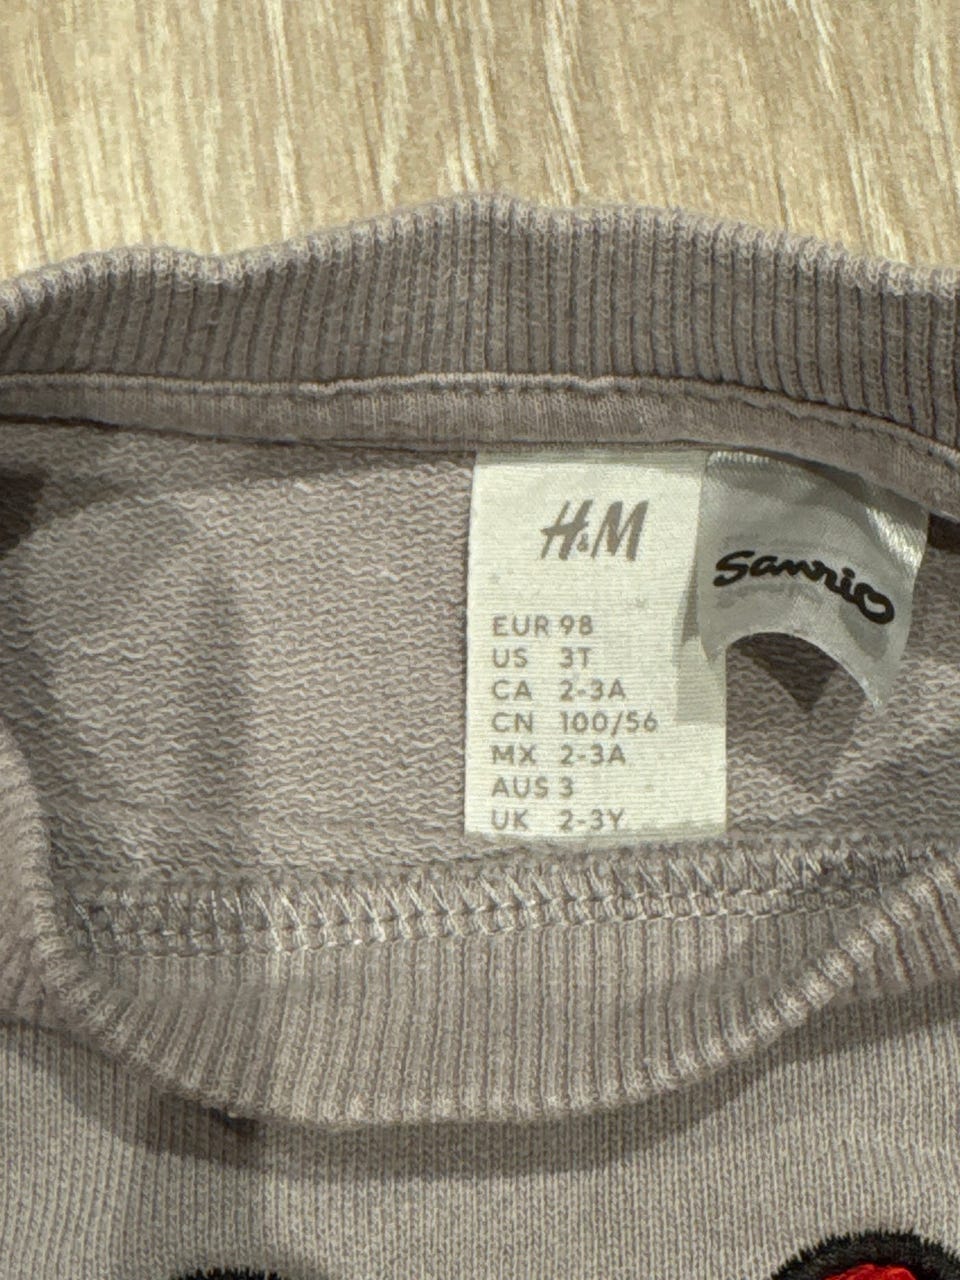 H&M
Sanrio
EUR 98
US 3T
CA 2-3A
CN 100/56
MX 2-3A
AUS 3
UK 2-3Y